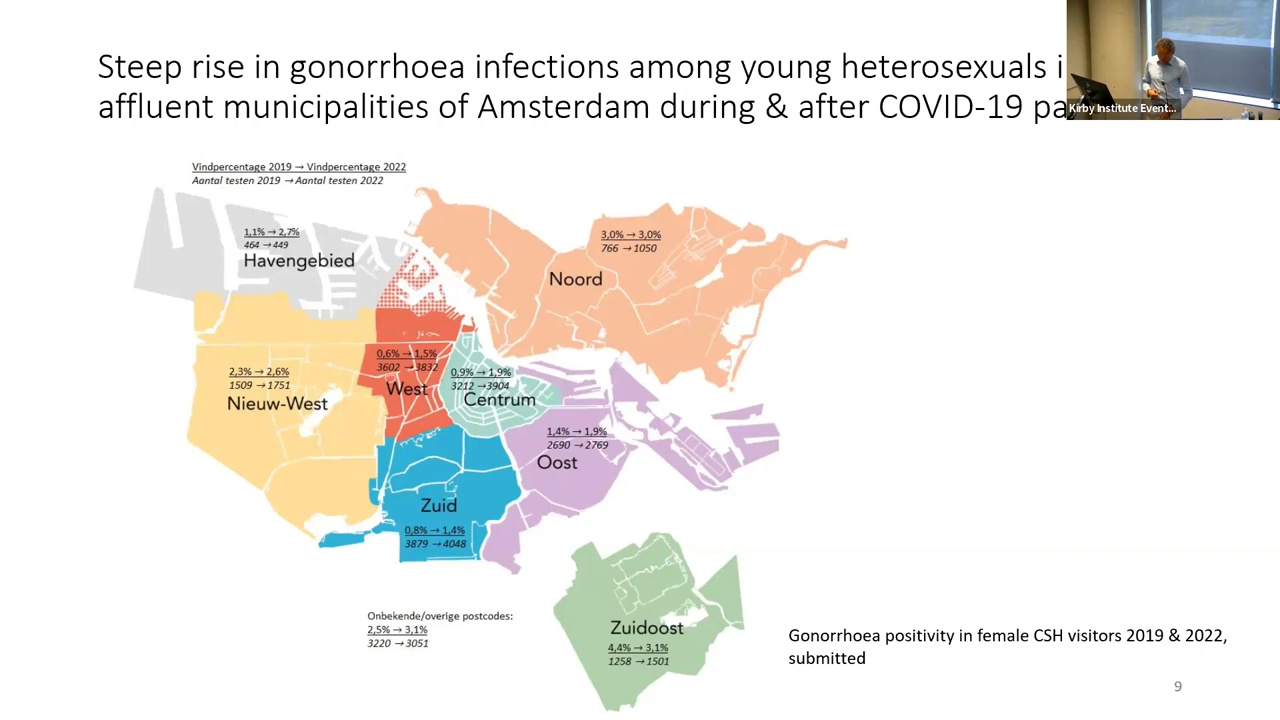 Steep rise in gonorrhoea infections among young heterosexuals i
affluent municipalities of Amsterdam during & after COVID-19 pa
Kirby Institute Event...
Vindpercentage 2019 → Vindpercentage 2022
Aantal testen 2019 → Aantal testen 2022
1,1% → 2,7%
464 → 449
Havengebied
3,0% → 3,0%
766 → 1050
Noord
0,6% → 1,5%
3602 → 3832
West
0,9% → 1,9%
3212 → 3904
Centrum
2,3% → 2,6%
1509 → 1751
Nieuw-West
1,4% → 1,9%
2690 → 2769
Oost
Zuid
0,8% → 1,4%
3879 → 4048
Onbekende/overige postcodes:
2,5% → 3,1%
3220 → 3051
Zuidoost
4,4% → 3,1%
1258 → 1501
Gonorrhoea positivity in female CSH visitors 2019 & 2022,
submitted
9